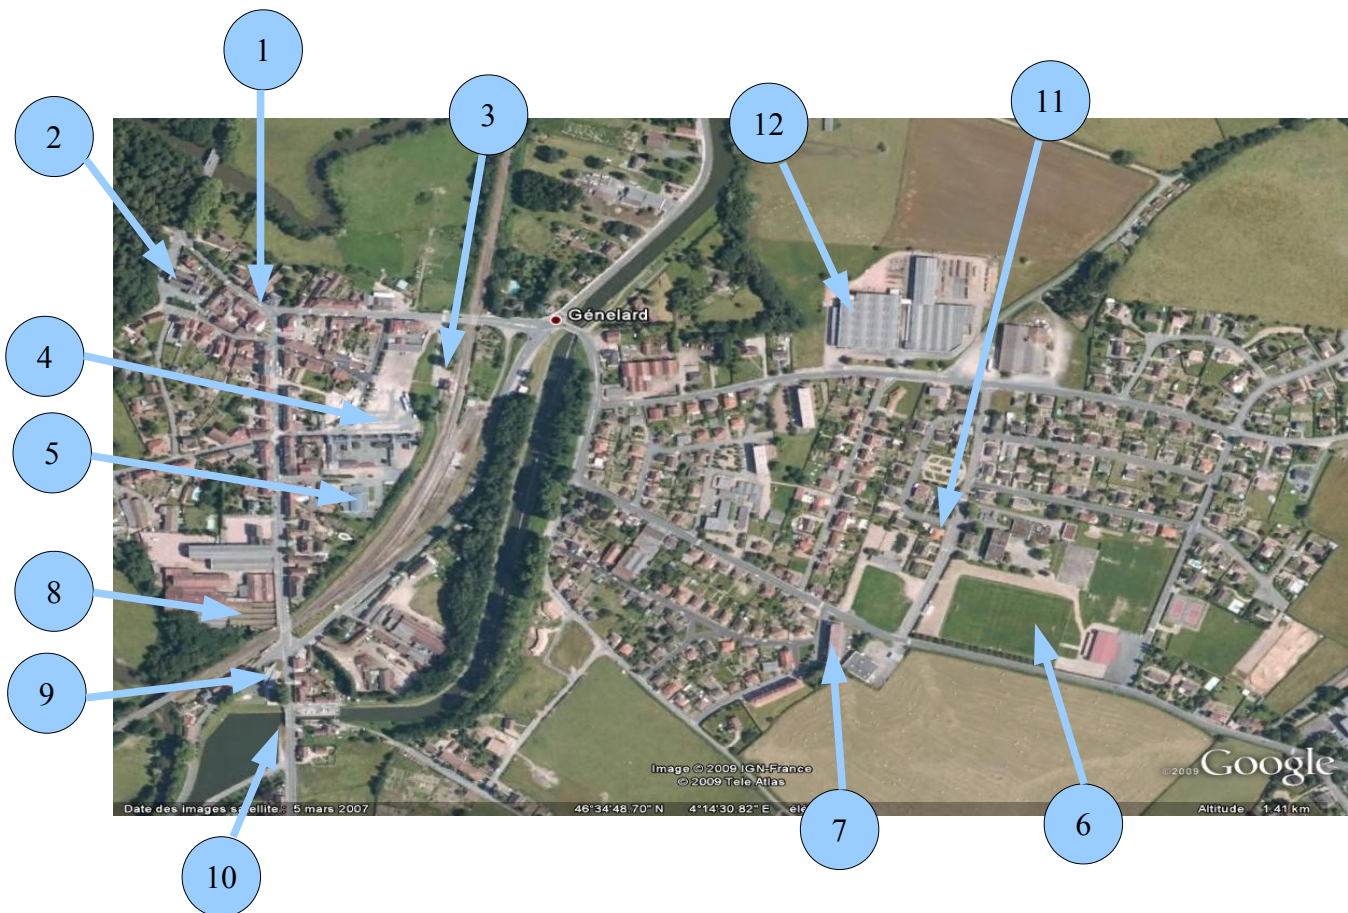 1
2
3
11
12
Génelard
4
5
8
9
Image © 2009 IGN-France
© 2009 Tele Atlas
©2009 Google
Date des images satellite : 5 mars 2007 46°34'48.70" N 4°14'30.82" E Altitude 1.41 km
7
6
10